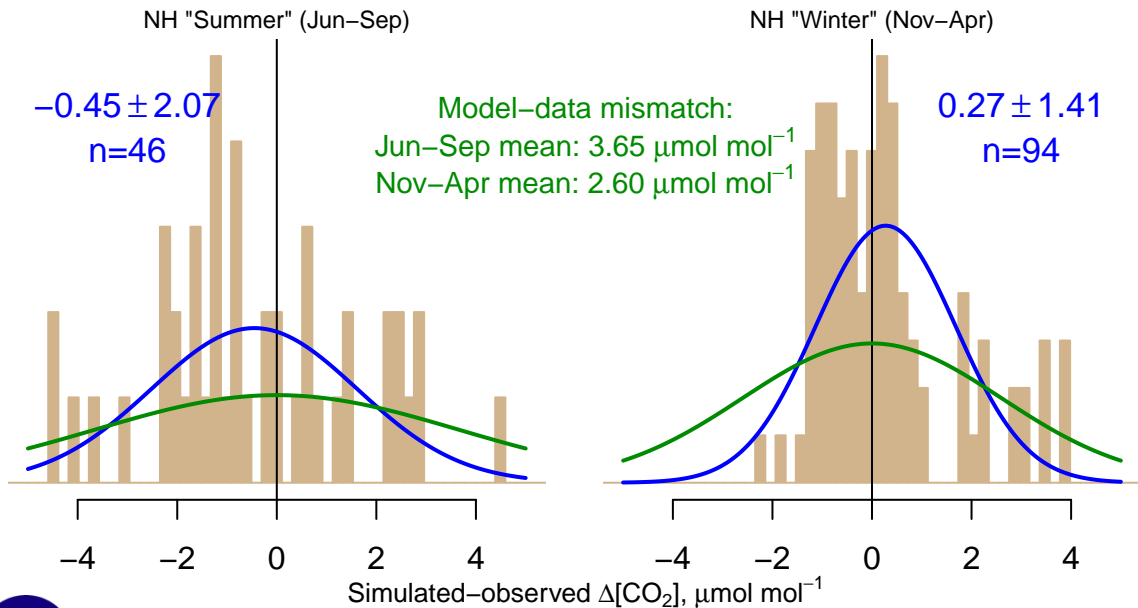 NH "Summer" (Jun−Sep)
−0.45 ± 2.07
n=46
Model−data mismatch:
Jun−Sep mean: 3.65 μmol mol⁻¹
Nov−Apr mean: 2.60 μmol mol⁻¹
NH "Winter" (Nov−Apr)
0.27 ± 1.41
n=94
−4 −2 0 2 4
−4 −2 0 2 4
Simulated−observed Δ[CO₂], μmol mol⁻¹